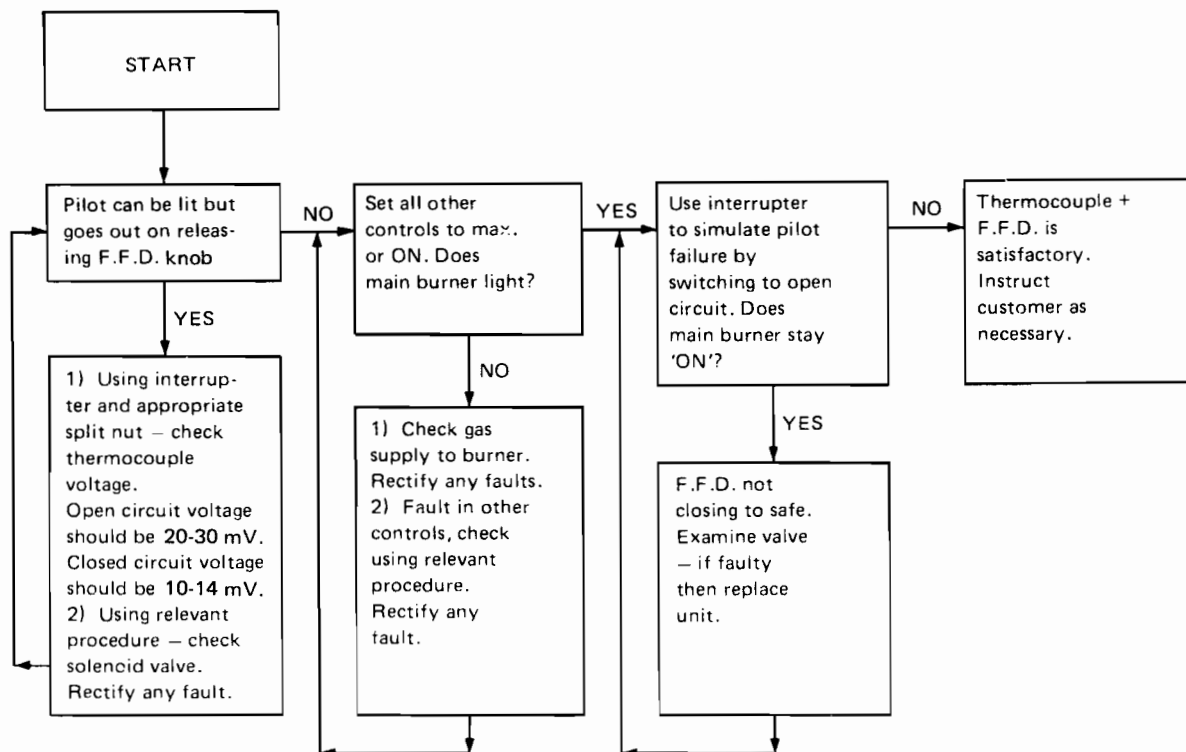 START
Pilot can be lit but
goes out on releas-
ing F.F.D. knob
NO
YES
1) Using interrup-
ter and appropriate
split nut – check
thermocouple
voltage.
Open circuit voltage
should be 20-30 mV.
Closed circuit voltage
should be 10-14 mV.
2) Using relevant
procedure – check
solenoid valve.
Rectify any fault.
Set all other
controls to max.
or ON. Does
main burner light?
YES
NO
1) Check gas
supply to burner.
Rectify any faults.
2) Fault in other
controls, check
using relevant
procedure.
Rectify any
fault.
Use interrupter
to simulate pilot
failure by
switching to open
circuit. Does
main burner stay
'ON'?
NO
YES
F.F.D. not
closing to safe.
Examine valve
– if faulty
then replace
unit.
Thermocouple +
F.F.D. is
satisfactory.
Instruct
customer as
necessary.